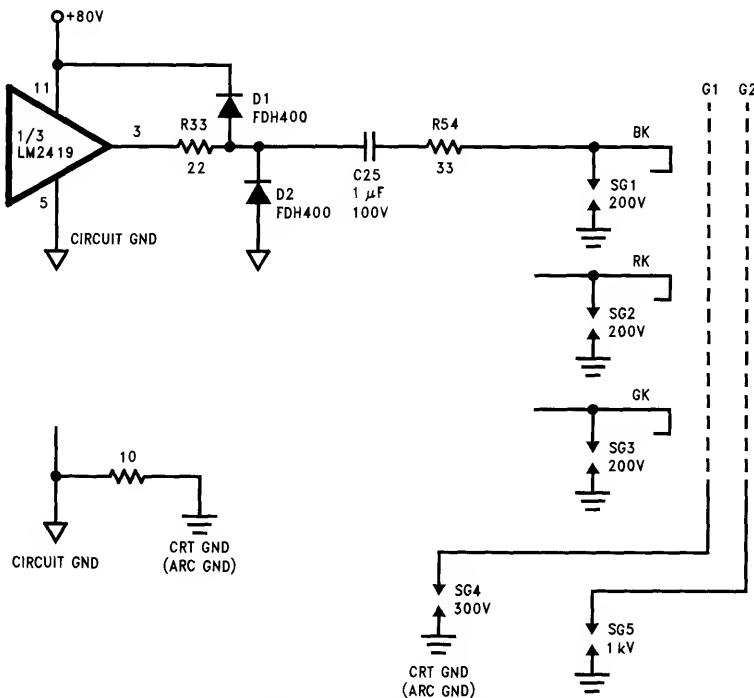 +80V
G1
G2
11
D1
FDH400
1/3
LM2419
3
R33
22
R54
33
BK
C25
1 μF
100V
D2
FDH400
SG1
200V
5
CIRCUIT GND
RK
SG2
200V
GK
SG3
200V
10
CIRCUIT GND
CRT GND
(ARC GND)
SG4
300V
CRT GND
(ARC GND)
SG5
1 kV